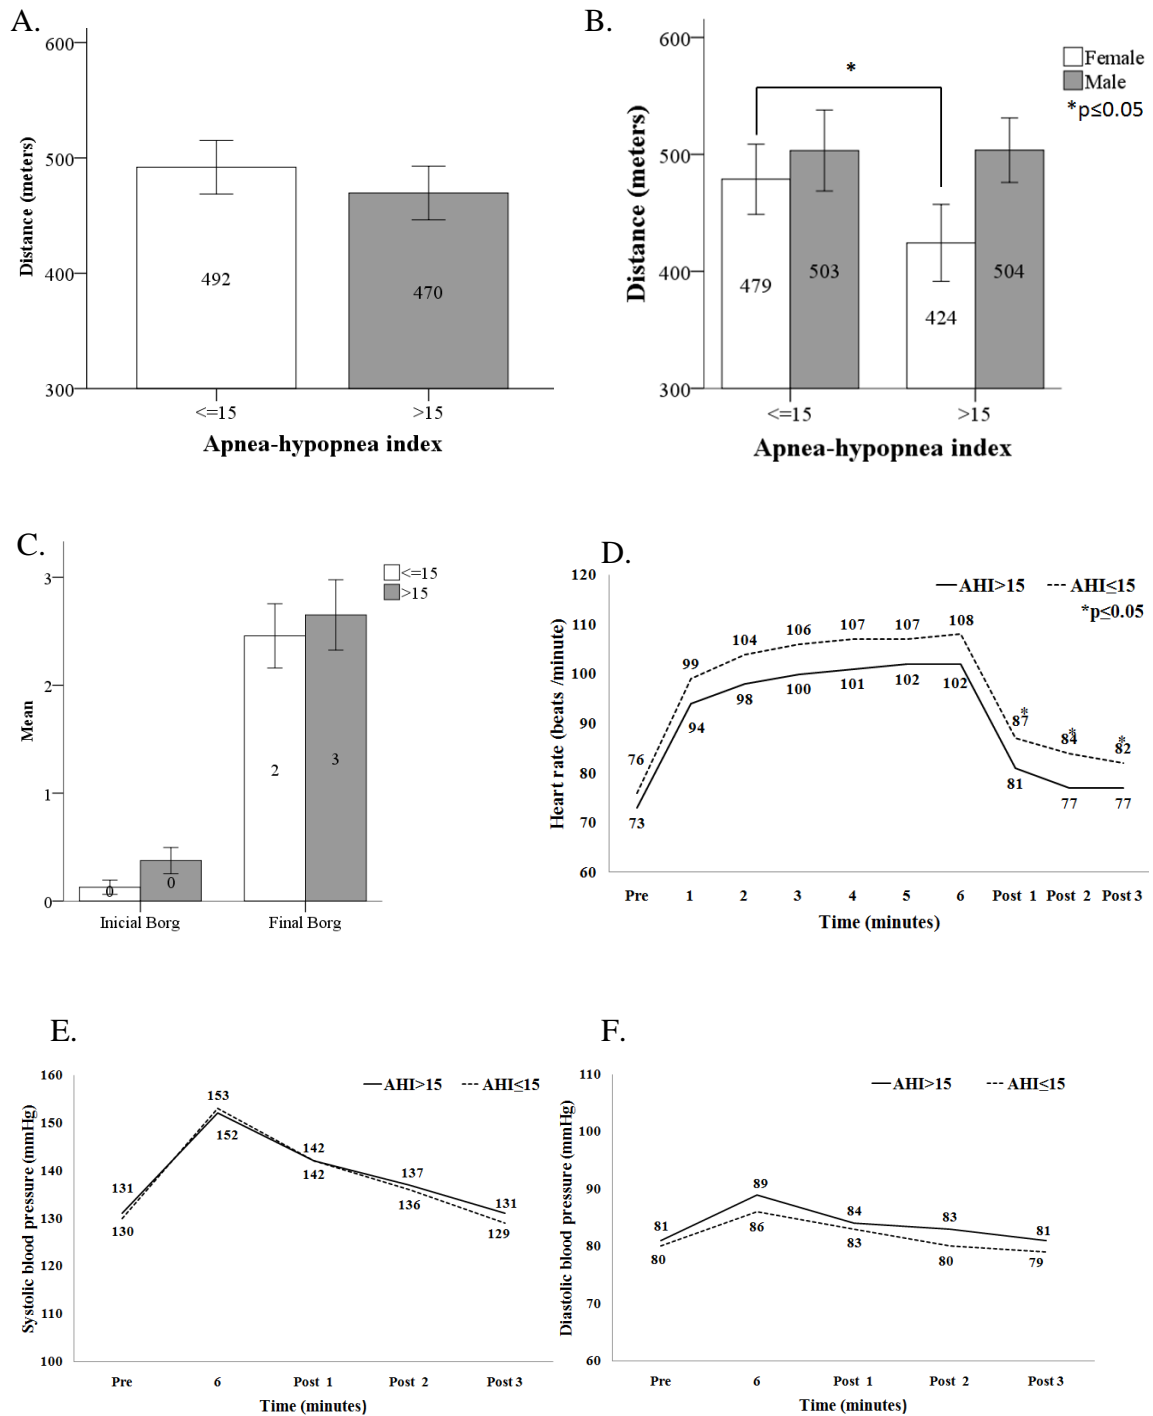 A.
600
500
400
300
Distance (meters)
492
470
<=15
>15
Apnea-hypopnea index
B.
600
500
400
300
Distance (meters)
*
Female
Male
*p≤0.05
479
503
424
504
<=15
>15
Apnea-hypopnea index
C.
3
2
1
0
Mean
<=15
>15
0
0
2
3
Inicial Borg
Final Borg
D.
120
110
100
90
80
70
60
Heart rate (beats /minute)
AHI>15
AHI≤15
*p≤0.05
76
99
104
106
107
107
108
87
*
84
*
82
*
73
94
98
100
101
102
102
81
77
77
Pre 1 2 3 4 5 6 Post 1 Post 2 Post 3
Time (minutes)
E.
160
150
140
130
120
110
100
Systolic blood pressure (mmHg)
AHI>15
AHI≤15
131
153
142
137
131
130
152
142
136
129
Pre 6 Post 1 Post 2 Post 3
Time (minutes)
F.
110
100
90
80
70
60
Diastolic blood pressure (mmHg)
AHI>15
AHI≤15
81
89
84
83
81
80
86
83
80
79
Pre 6 Post 1 Post 2 Post 3
Time (minutes)